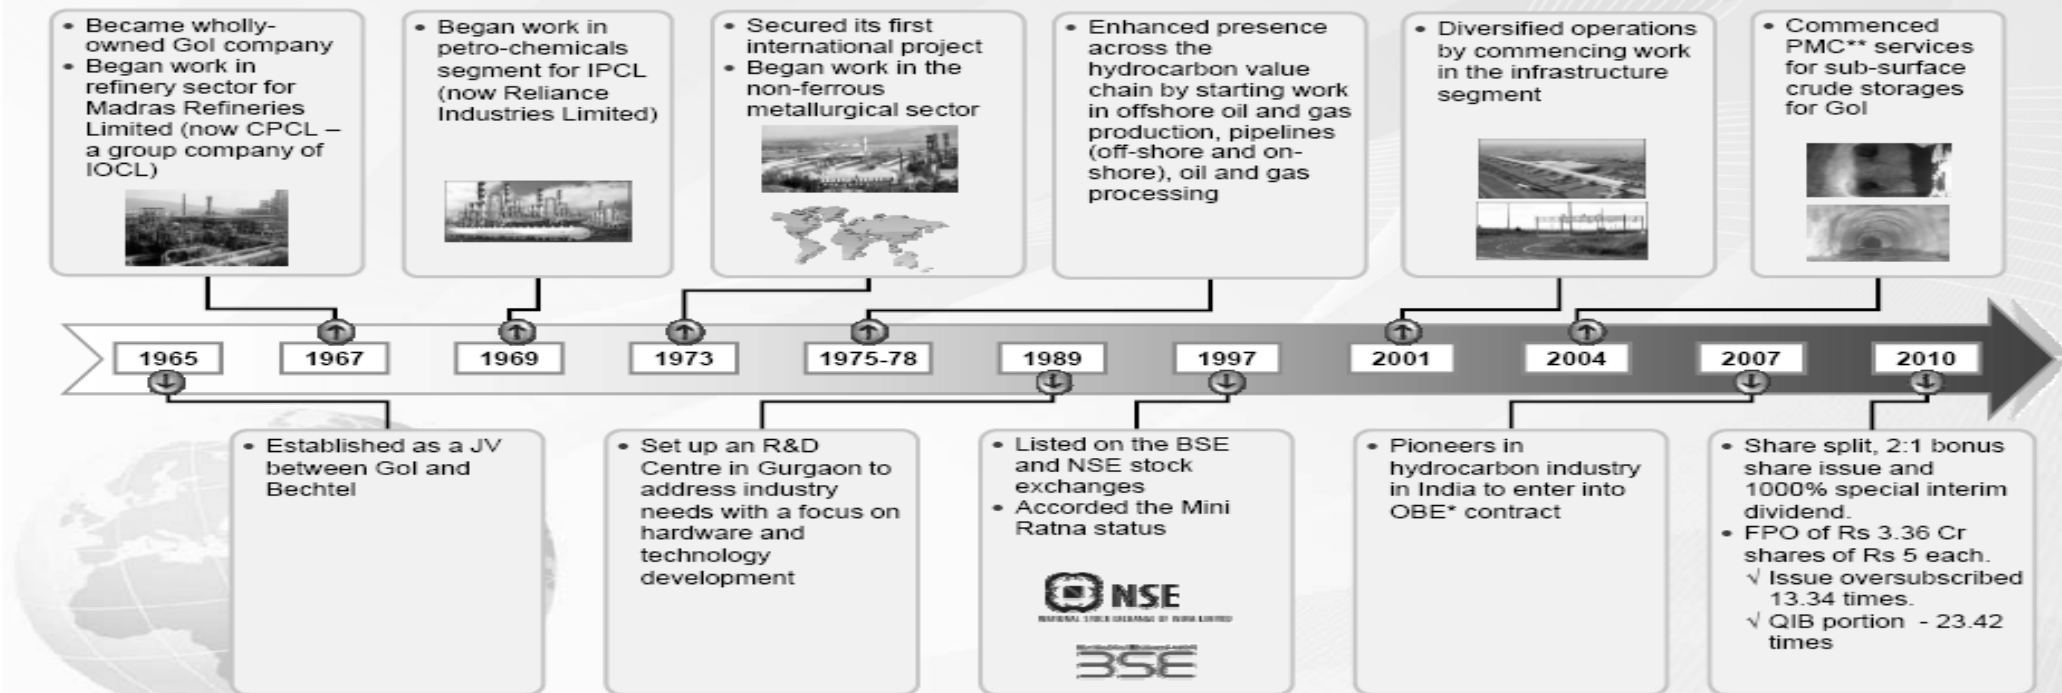 • Became wholly-
owned GoI company
• Began work in
refinery sector for
Madras Refineries
Limited (now CPCL –
a group company of
IOCL)
• Began work in
petro-chemicals
segment for IPCL
(now Reliance
Industries Limited)
• Secured its first
international project
• Began work in the
non-ferrous
metallurgical sector
• Enhanced presence
across the
hydrocarbon value
chain by starting work
in offshore oil and gas
production, pipelines
(off-shore and on-
shore), oil and gas
processing
• Diversified operations
by commencing work
in the infrastructure
segment
• Commenced
PMC** services
for sub-surface
crude storages
for GoI
1965
1967
1969
1973
1975-78
1989
1997
2001
2004
2007
2010
• Established as a JV
between GoI and
Bechtel
• Set up an R&D
Centre in Gurgaon to
address industry
needs with a focus on
hardware and
technology
development
• Listed on the BSE
and NSE stock
exchanges
• Accorded the Mini
Ratna status
NSE
NATIONAL STOCK EXCHANGE OF INDIA LIMITED
BSE
• Pioneers in
hydrocarbon industry
in India to enter into
OBE* contract
• Share split, 2:1 bonus
share issue and
1000% special interim
dividend.
• FPO of Rs 3.36 Cr
shares of Rs 5 each.
√ Issue oversubscribed
13.34 times.
√ QIB portion - 23.42
times